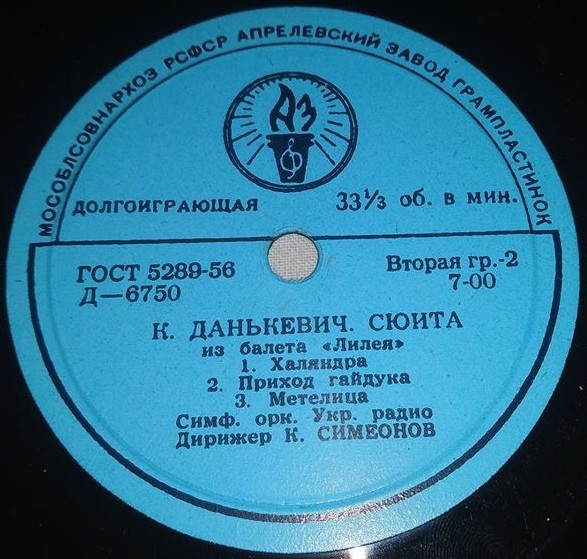 МОСОБЛСОВНАРХОЗ РСФСР АПРЕЛЕВСКИЙ ЗАВОД ГРАМПЛАСТИНОК
АЗ
ДОЛГОИГРАЮЩАЯ 33⅓ об. в мин.
ГОСТ 5289-56 Вторая гр.-2
Д—6750 7-00
К. ДАНЬКЕВИЧ. СЮИТА
из балета «Лилея»
1. Халяндра
2. Приход гайдука
3. Метелица
Симф. орк. Укр. радио
Дирижер К. СИМЕОНОВ